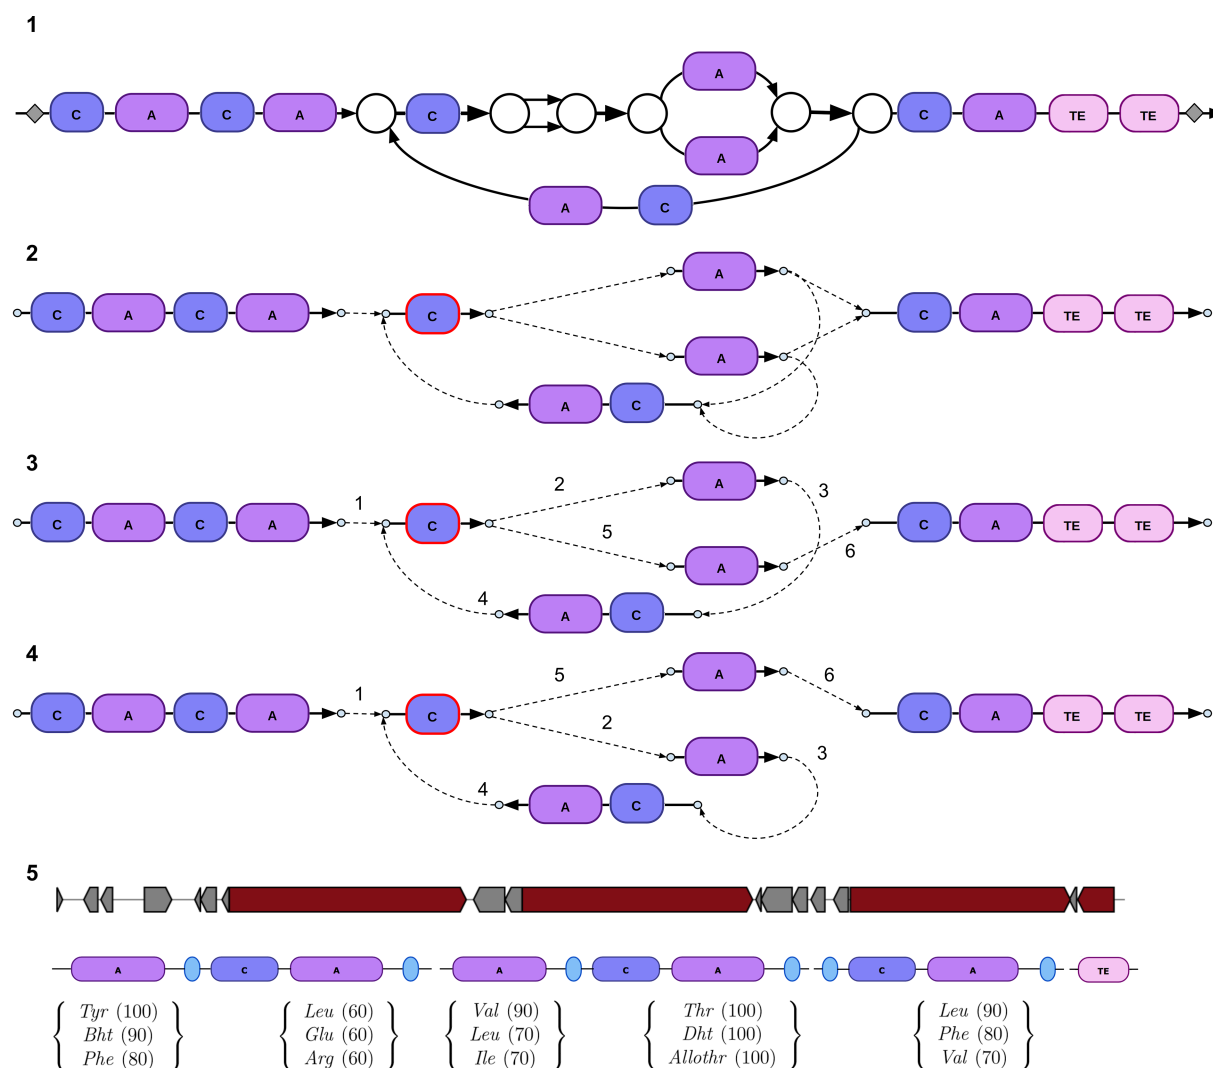 1
A
C A C A C C A TE TE
A
A C
2
A
C A C A C C A TE TE
A
A C
3
2 A 3
1
C A C A C C A TE TE
5
A 6
4 A C
4
5 A 6
1
C A C A C C A TE TE
2
A 3
4 A C
5
A C A A C A C A TE
Tyr (100) Leu (60) Val (90) Thr (100) Leu (90)
Bht (90) Glu (60) Leu (70) Dht (100) Phe (80)
Phe (80) Arg (60) Ile (70) Allothr (100) Val (70)